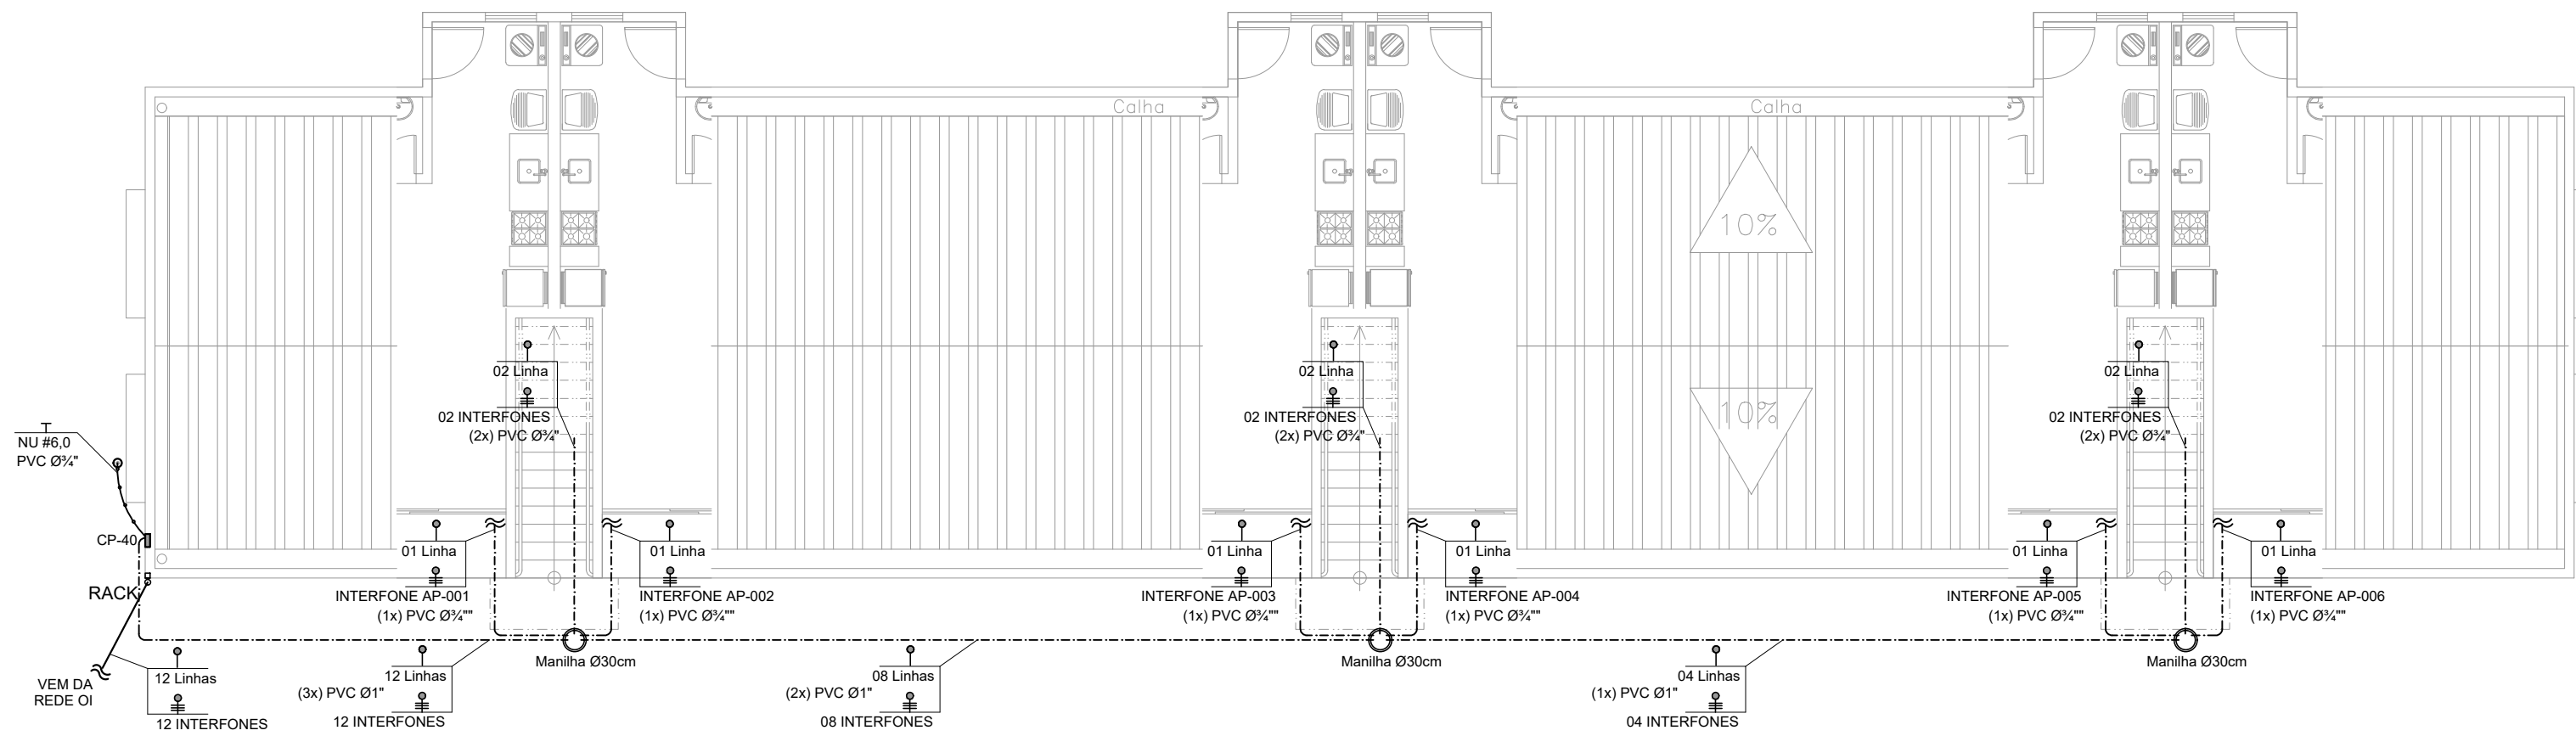 Calha
Calha
10%
10%
02 Linha
02 INTERFONES
(2x) PVC Ø¾"
02 Linha
02 INTERFONES
(2x) PVC Ø¾"
02 Linha
02 INTERFONES
(2x) PVC Ø¾"
T
NU #6,0
PVC Ø¾"
CP-40
RACK
01 Linha
INTERFONE AP-001
(1x) PVC Ø¾""
01 Linha
INTERFONE AP-002
(1x) PVC Ø¾""
01 Linha
INTERFONE AP-003
(1x) PVC Ø¾""
01 Linha
INTERFONE AP-004
(1x) PVC Ø¾""
01 Linha
INTERFONE AP-005
(1x) PVC Ø¾""
01 Linha
INTERFONE AP-006
(1x) PVC Ø¾""
Manilha Ø30cm
Manilha Ø30cm
Manilha Ø30cm
VEM DA
REDE OI
12 Linhas
12 INTERFONES
12 Linhas
(3x) PVC Ø1"
12 INTERFONES
08 Linhas
(2x) PVC Ø1"
08 INTERFONES
04 Linhas
(1x) PVC Ø1"
04 INTERFONES